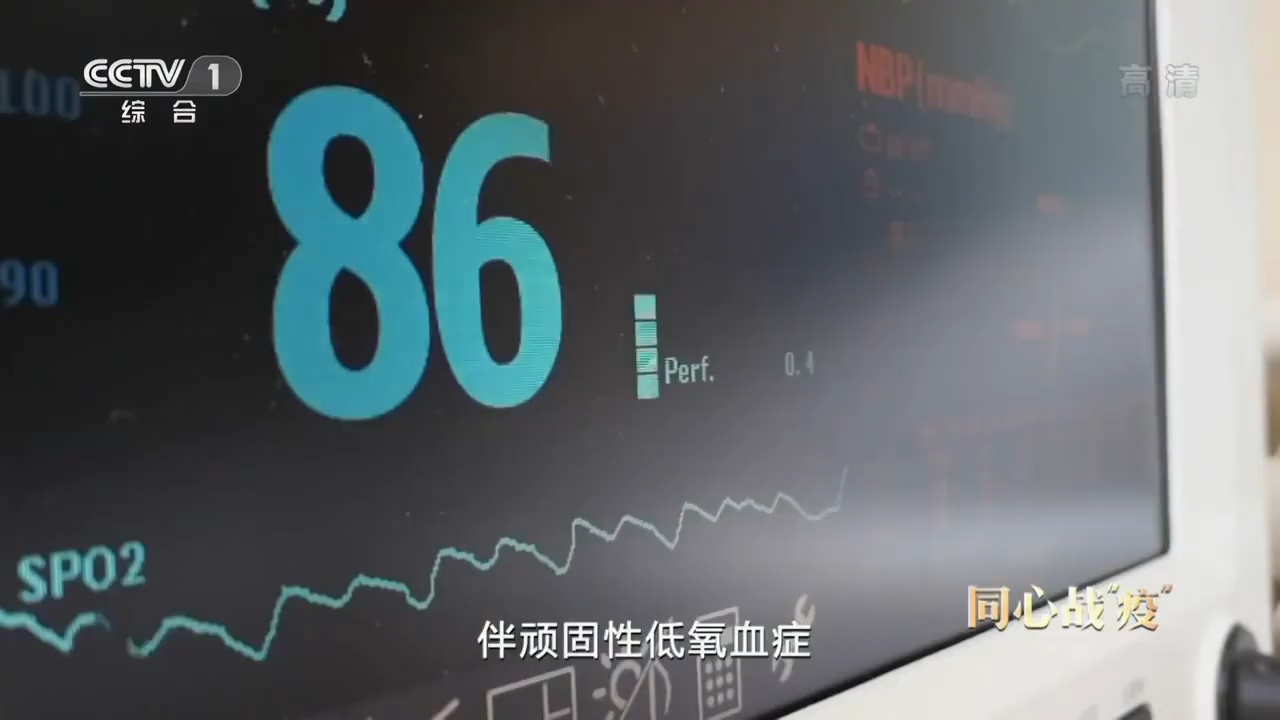 CCTV 1
综合
高清
100
86
NBP
90
Perf. 0.4
SPO2
同心战"疫"
伴顽固性低氧血症